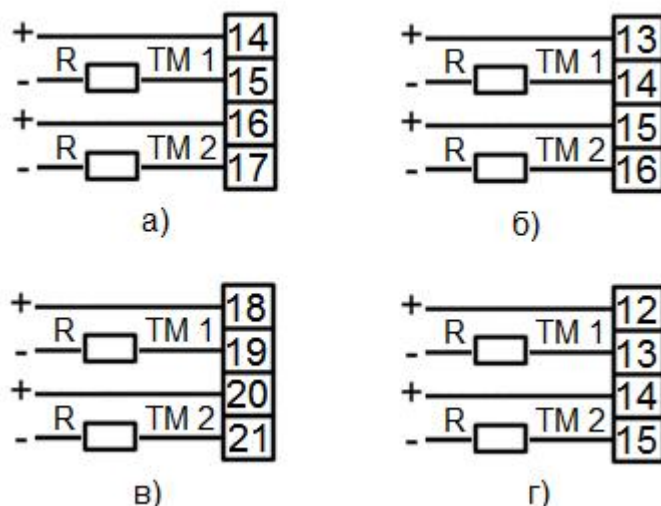 + 14
- R TM 1 15
+ 16
- R TM 2 17
а)
+ 13
- R TM 1 14
+ 15
- R TM 2 16
б)
+ 18
- R TM 1 19
+ 20
- R TM 2 21
в)
+ 12
- R TM 1 13
+ 14
- R TM 2 15
г)